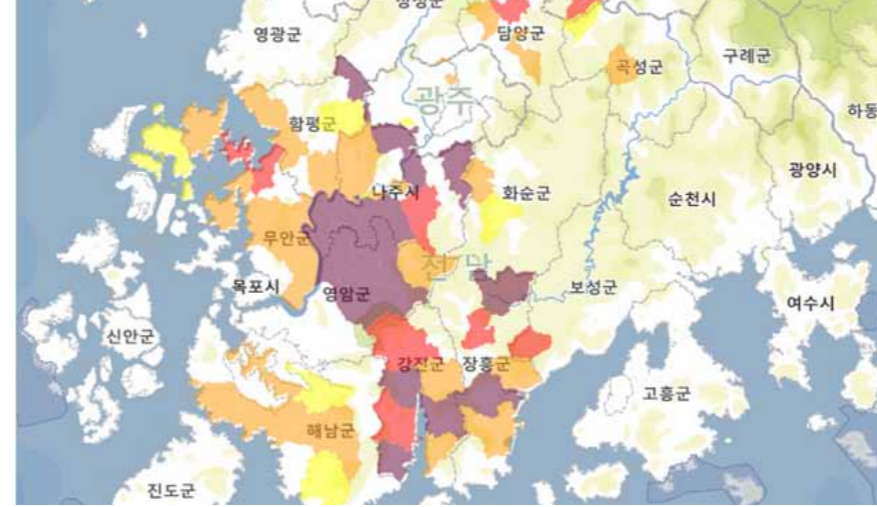 장성군
영광군
담양군
곡성군
구례군
광주
함평군
하동
광양시
나주시
화순군
순천시
무안군
전남
목포시
영암군
보성군
여수시
신안군
강진군
장흥군
고흥군
해남군
진도군